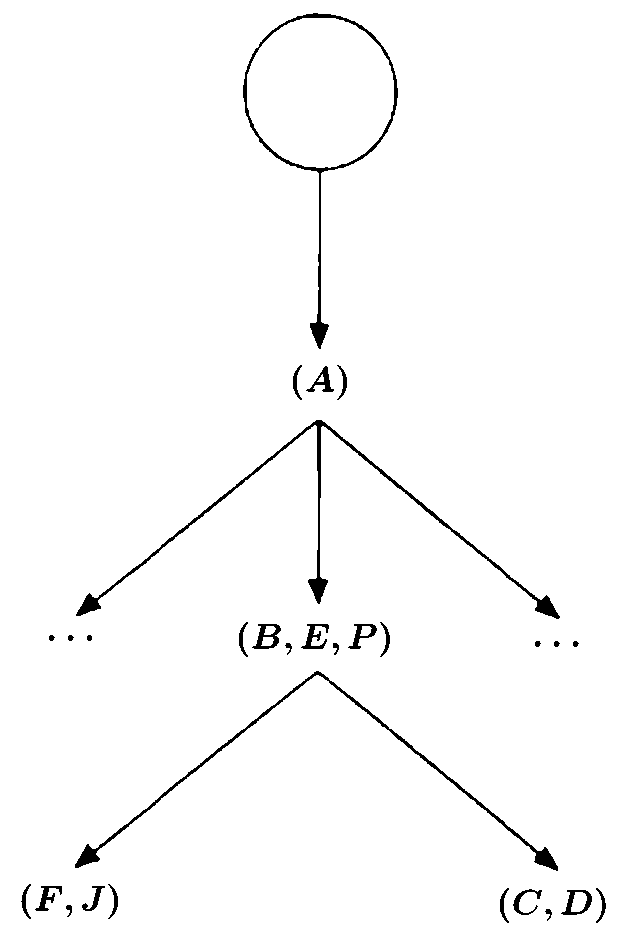 (A)
... (B, E, P) ...
(F, J) (C, D)